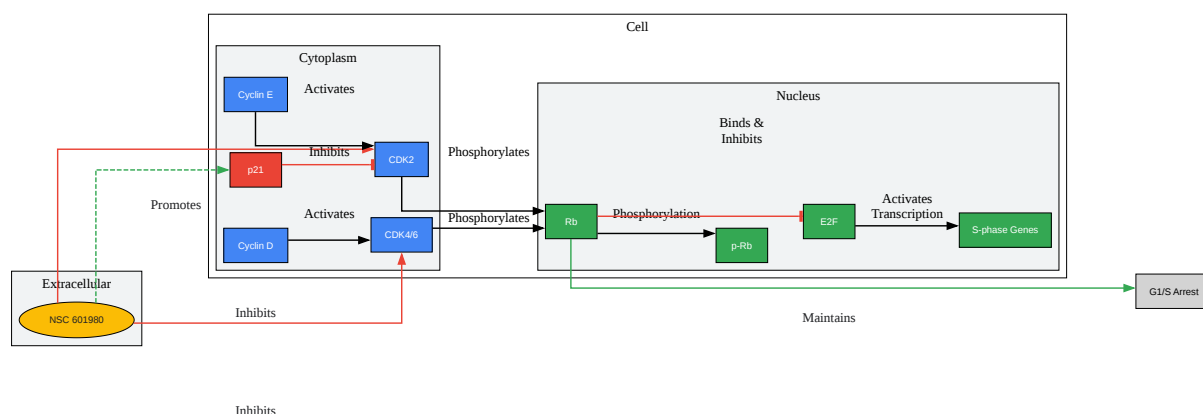 Cell
Cytoplasm
Cyclin E
Activates
Nucleus
Binds &
Inhibits
Inhibits
CDK2
Phosphorylates
p21
Promotes
Activates
Phosphorylates
Cyclin D
CDK4/6
Rb
Phosphorylation
p-Rb
E2F
Activates
Transcription
S-phase Genes
Extracellular
NSC 601980
Inhibits
Maintains
G1/S Arrest
Inhibits